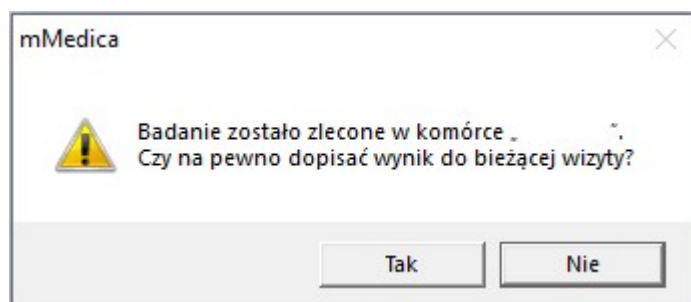 mMedica
Badanie zostało zlecone w komórce „ ”.
Czy na pewno dopisać wynik do bieżącej wizyty?
Tak
Nie